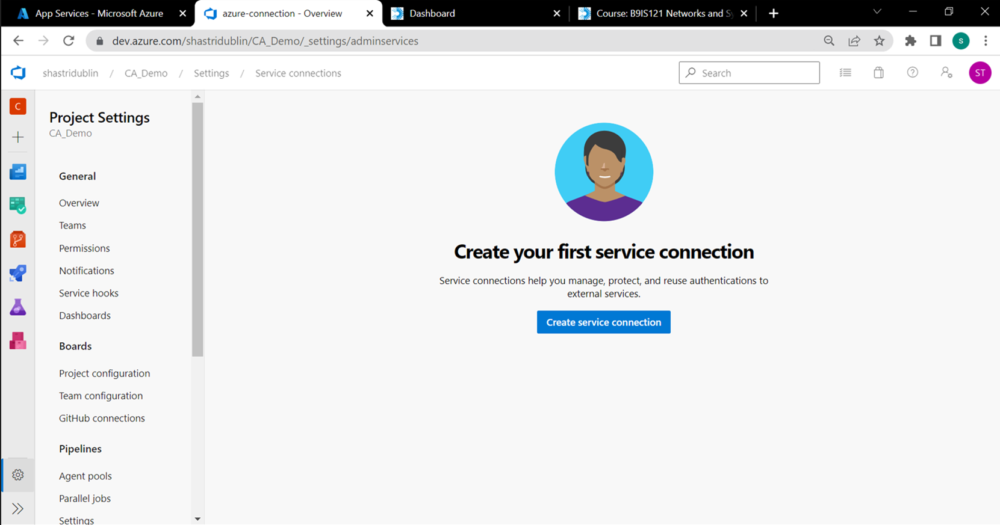 App Services - Microsoft Azure
azure-connection - Overview
Dashboard
Course: B9IS121 Networks and Sy
dev.azure.com/shastridublin/CA_Demo/_settings/adminservices
S
shastridublin / CA_Demo / Settings / Service connections
Search
ST
C
Project Settings
CA_Demo
General
Overview
Teams
Permissions
Notifications
Service hooks
Dashboards
Boards
Project configuration
Team configuration
GitHub connections
Pipelines
Agent pools
Parallel jobs
Settings
Create your first service connection
Service connections help you manage, protect, and reuse authentications to
external services.
Create service connection